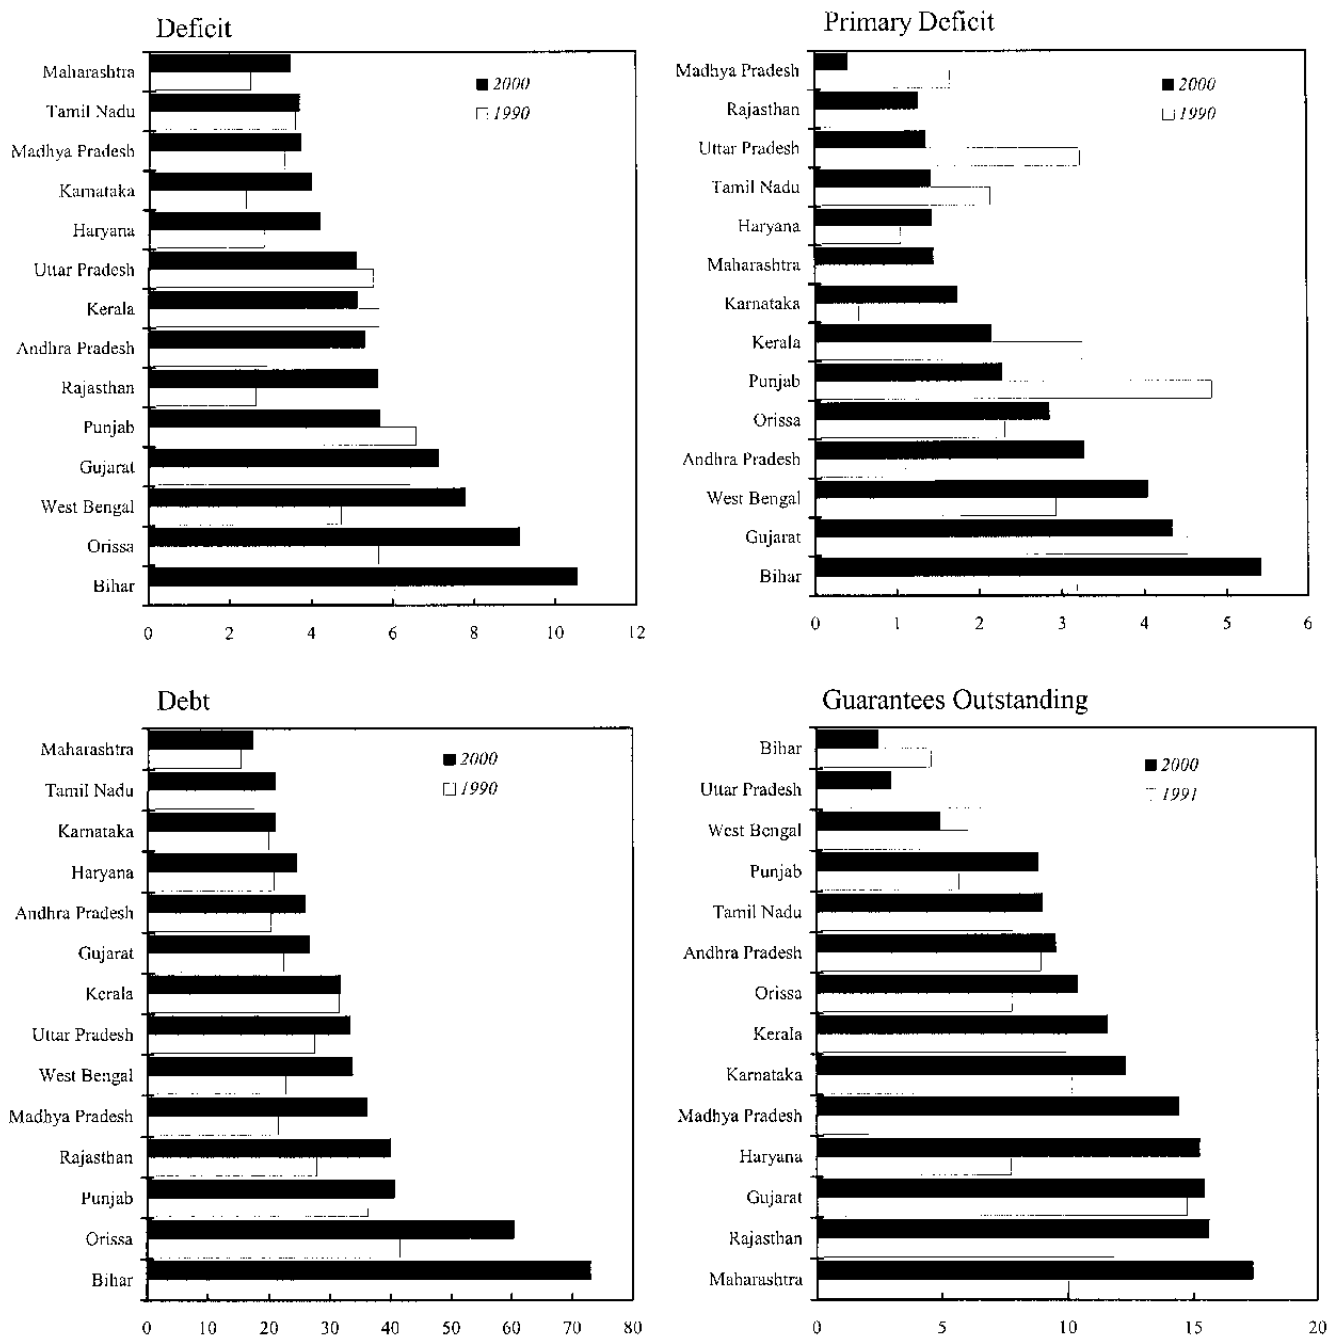 Deficit
Maharashtra
Tamil Nadu
Madhya Pradesh
Karnataka
Haryana
Uttar Pradesh
Kerala
Andhra Pradesh
Rajasthan
Punjab
Gujarat
West Bengal
Orissa
Bihar
2000
1990
0 2 4 6 8 10 12
Primary Deficit
Madhya Pradesh
Rajasthan
Uttar Pradesh
Tamil Nadu
Haryana
Maharashtra
Karnataka
Kerala
Punjab
Orissa
Andhra Pradesh
West Bengal
Gujarat
Bihar
2000
1990
0 1 2 3 4 5 6
Debt
Maharashtra
Tamil Nadu
Karnataka
Haryana
Andhra Pradesh
Gujarat
Kerala
Uttar Pradesh
West Bengal
Madhya Pradesh
Rajasthan
Punjab
Orissa
Bihar
2000
1990
0 10 20 30 40 50 60 70 80
Guarantees Outstanding
Bihar
Uttar Pradesh
West Bengal
Punjab
Tamil Nadu
Andhra Pradesh
Orissa
Kerala
Karnataka
Madhya Pradesh
Haryana
Gujarat
Rajasthan
Maharashtra
2000
1991
0 5 10 15 20